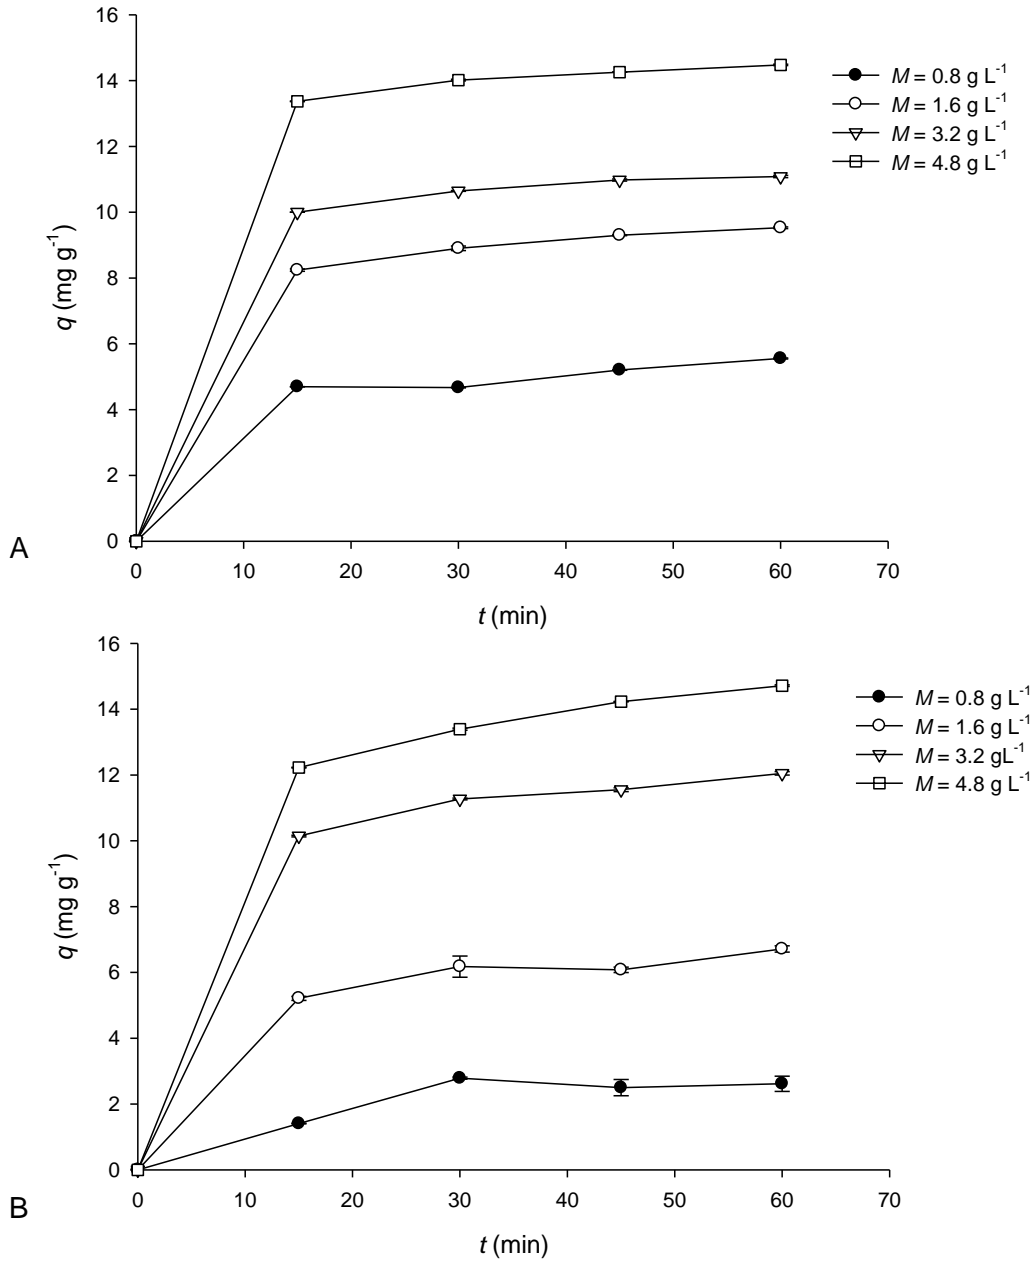 16
14
12
10
8
6
4
2
0
q (mg g⁻¹)
M = 0.8 g L⁻¹
M = 1.6 g L⁻¹
M = 3.2 g L⁻¹
M = 4.8 g L⁻¹
A
0 10 20 30 40 50 60 70
t (min)
16
14
12
10
8
6
4
2
0
q (mg g⁻¹)
M = 0.8 g L⁻¹
M = 1.6 g L⁻¹
M = 3.2 gL⁻¹
M = 4.8 g L⁻¹
B
0 10 20 30 40 50 60 70
t (min)